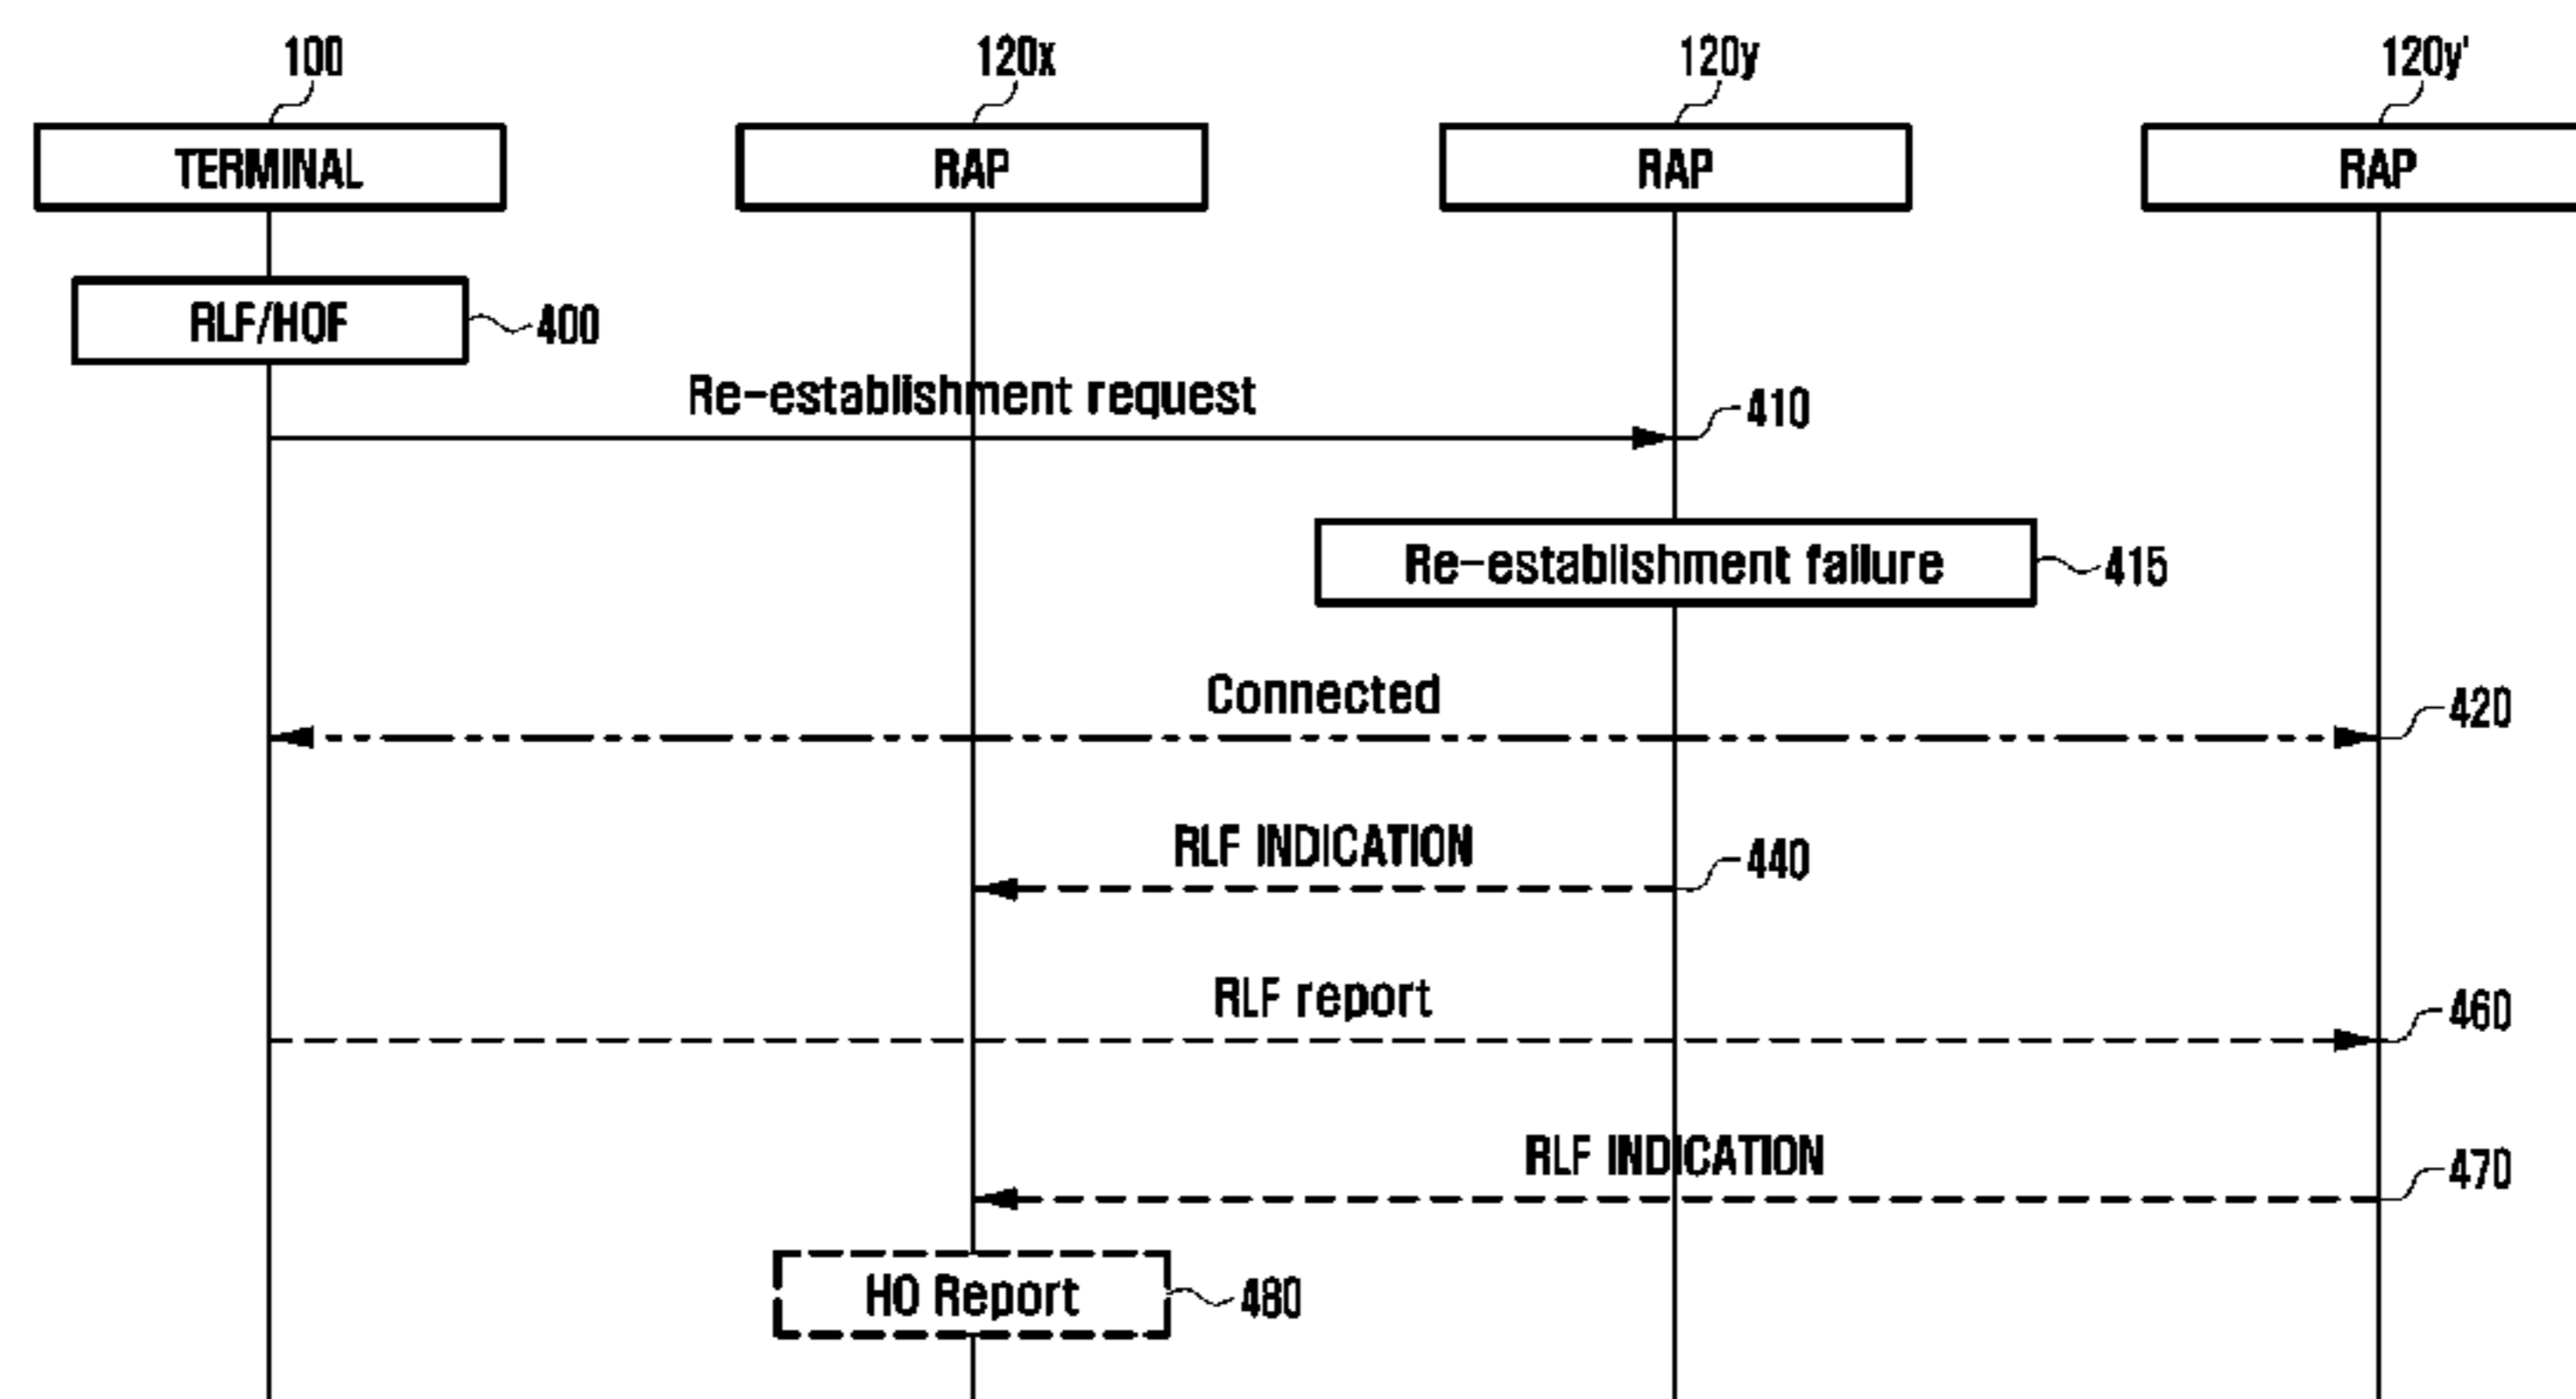 100
120x
120y
120y'
TERMINAL
RAP
RAP
RAP
RLF/HOF
400
Re-establishment request
410
Re-establishment failure
415
Connected
420
RLF INDICATION
440
RLF report
460
RLF INDICATION
470
HO Report
480